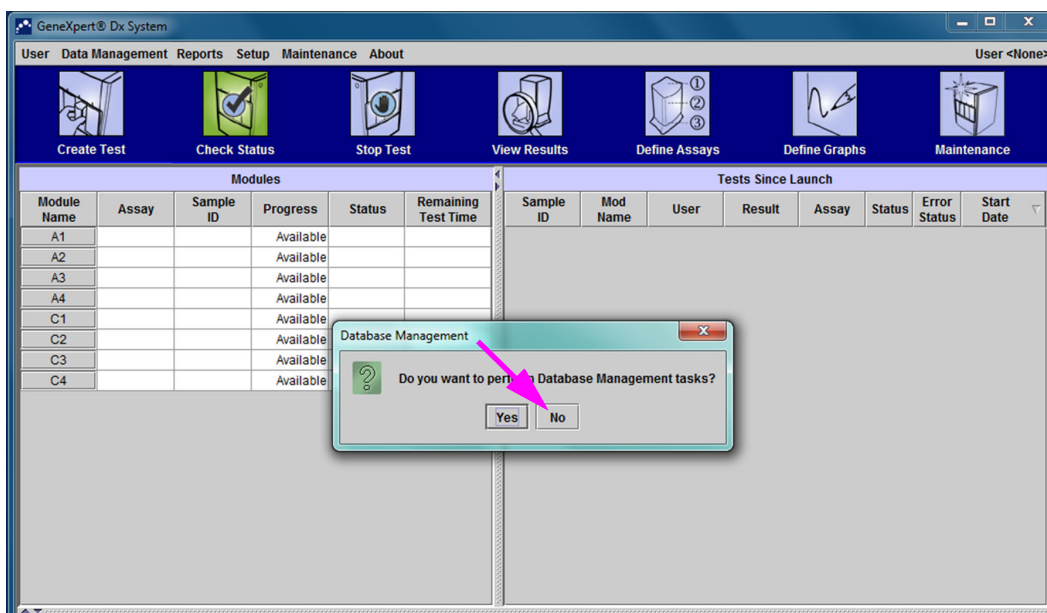 GeneXpert® Dx System
User Data Management Reports Setup Maintenance About User <None>
Create Test Check Status Stop Test View Results Define Assays Define Graphs Maintenance
Modules Tests Since Launch
Module Name Assay Sample ID Progress Status Remaining Test Time Sample ID Mod Name User Result Assay Status Error Status Start Date
A1 Available
A2 Available
A3 Available
A4 Available
C1 Available
C2 Available
C3 Available
C4 Available
Database Management
Do you want to perform Database Management tasks?
Yes No